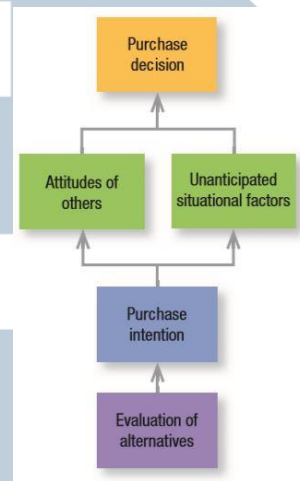 Purchase
decision
Attitudes of
others
Unanticipated
situational factors
Purchase
intention
Evaluation of
alternatives